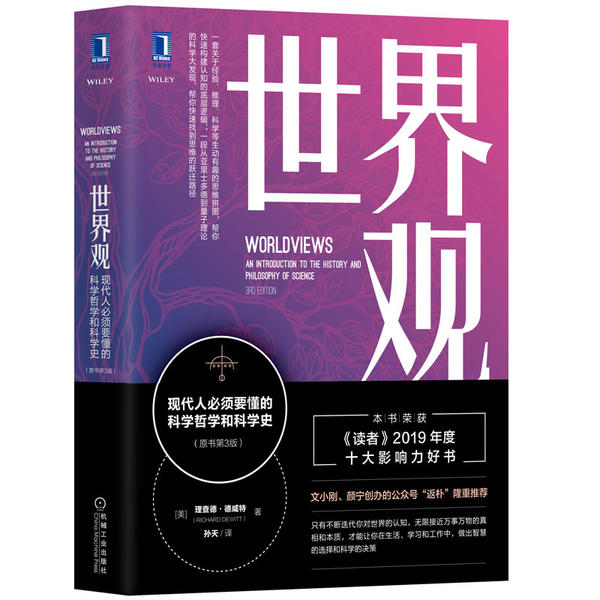 HZ BOOKS
WILEY
WORLDVIEWS
AN INTRODUCTION
TO THE HISTORY AND
PHILOSOPHY OF
SCIENCE
3RD EDITION
世界观
现代人必须要懂的
科学哲学和科学史
(原书第3版)
机械工业出版社
China Machine Press
WILEY
一套关于经验、推理、科学等生动有趣的思维拼图,帮你
快速构建认知的底层逻辑;一段从亚里士多德到量子理论
的科学大发现,帮你快速找到思维的跃迁路径
世界观
WORLDVIEWS
AN INTRODUCTION TO THE HISTORY AND
PHILOSOPHY OF SCIENCE
3RD EDITION
现代人必须要懂的
科学哲学和科学史
(原书第3版)
[美] 理查德·德威特 著
(RICHARD DEWITT)
孙天 / 译
本书荣获
《读者》2019年度
十大影响力好书
文小刚、颜宁创办的公众号“返朴”隆重推荐
只有不断迭代你对世界的认知,无限接近万事万物的真
相和本质,才能让你在生活、学习和工作中,做出智慧
的选择和科学的决策